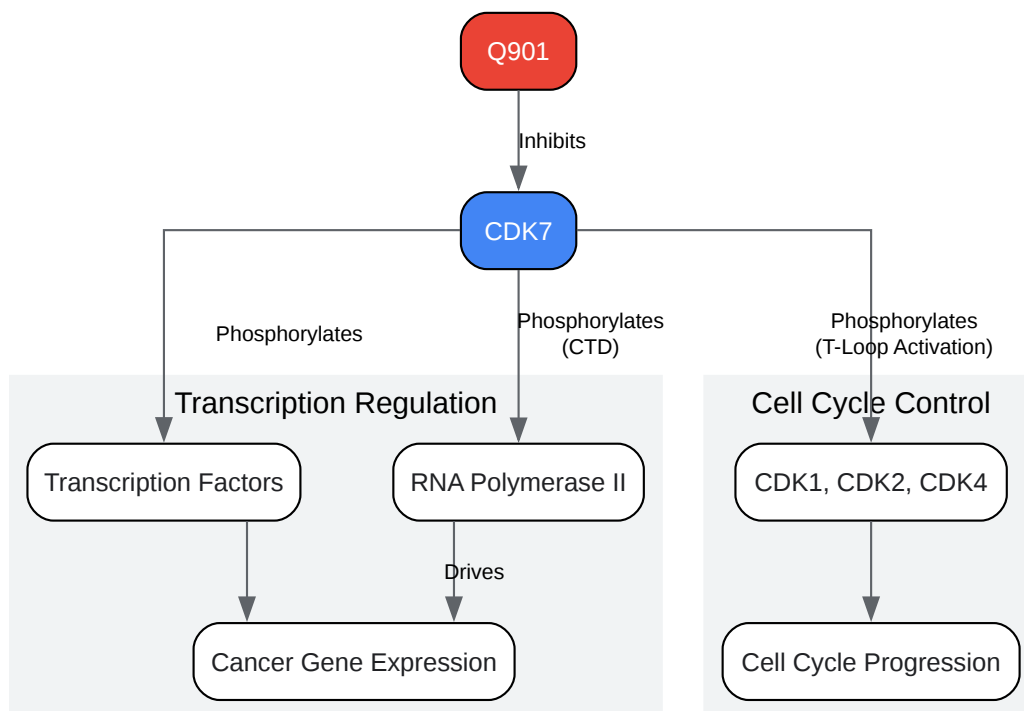 Q901
Inhibits
CDK7
Phosphorylates
Phosphorylates
(CTD)
Phosphorylates
(T-Loop Activation)
Transcription Regulation
Cell Cycle Control
Transcription Factors
RNA Polymerase II
CDK1, CDK2, CDK4
Drives
Cancer Gene Expression
Cell Cycle Progression